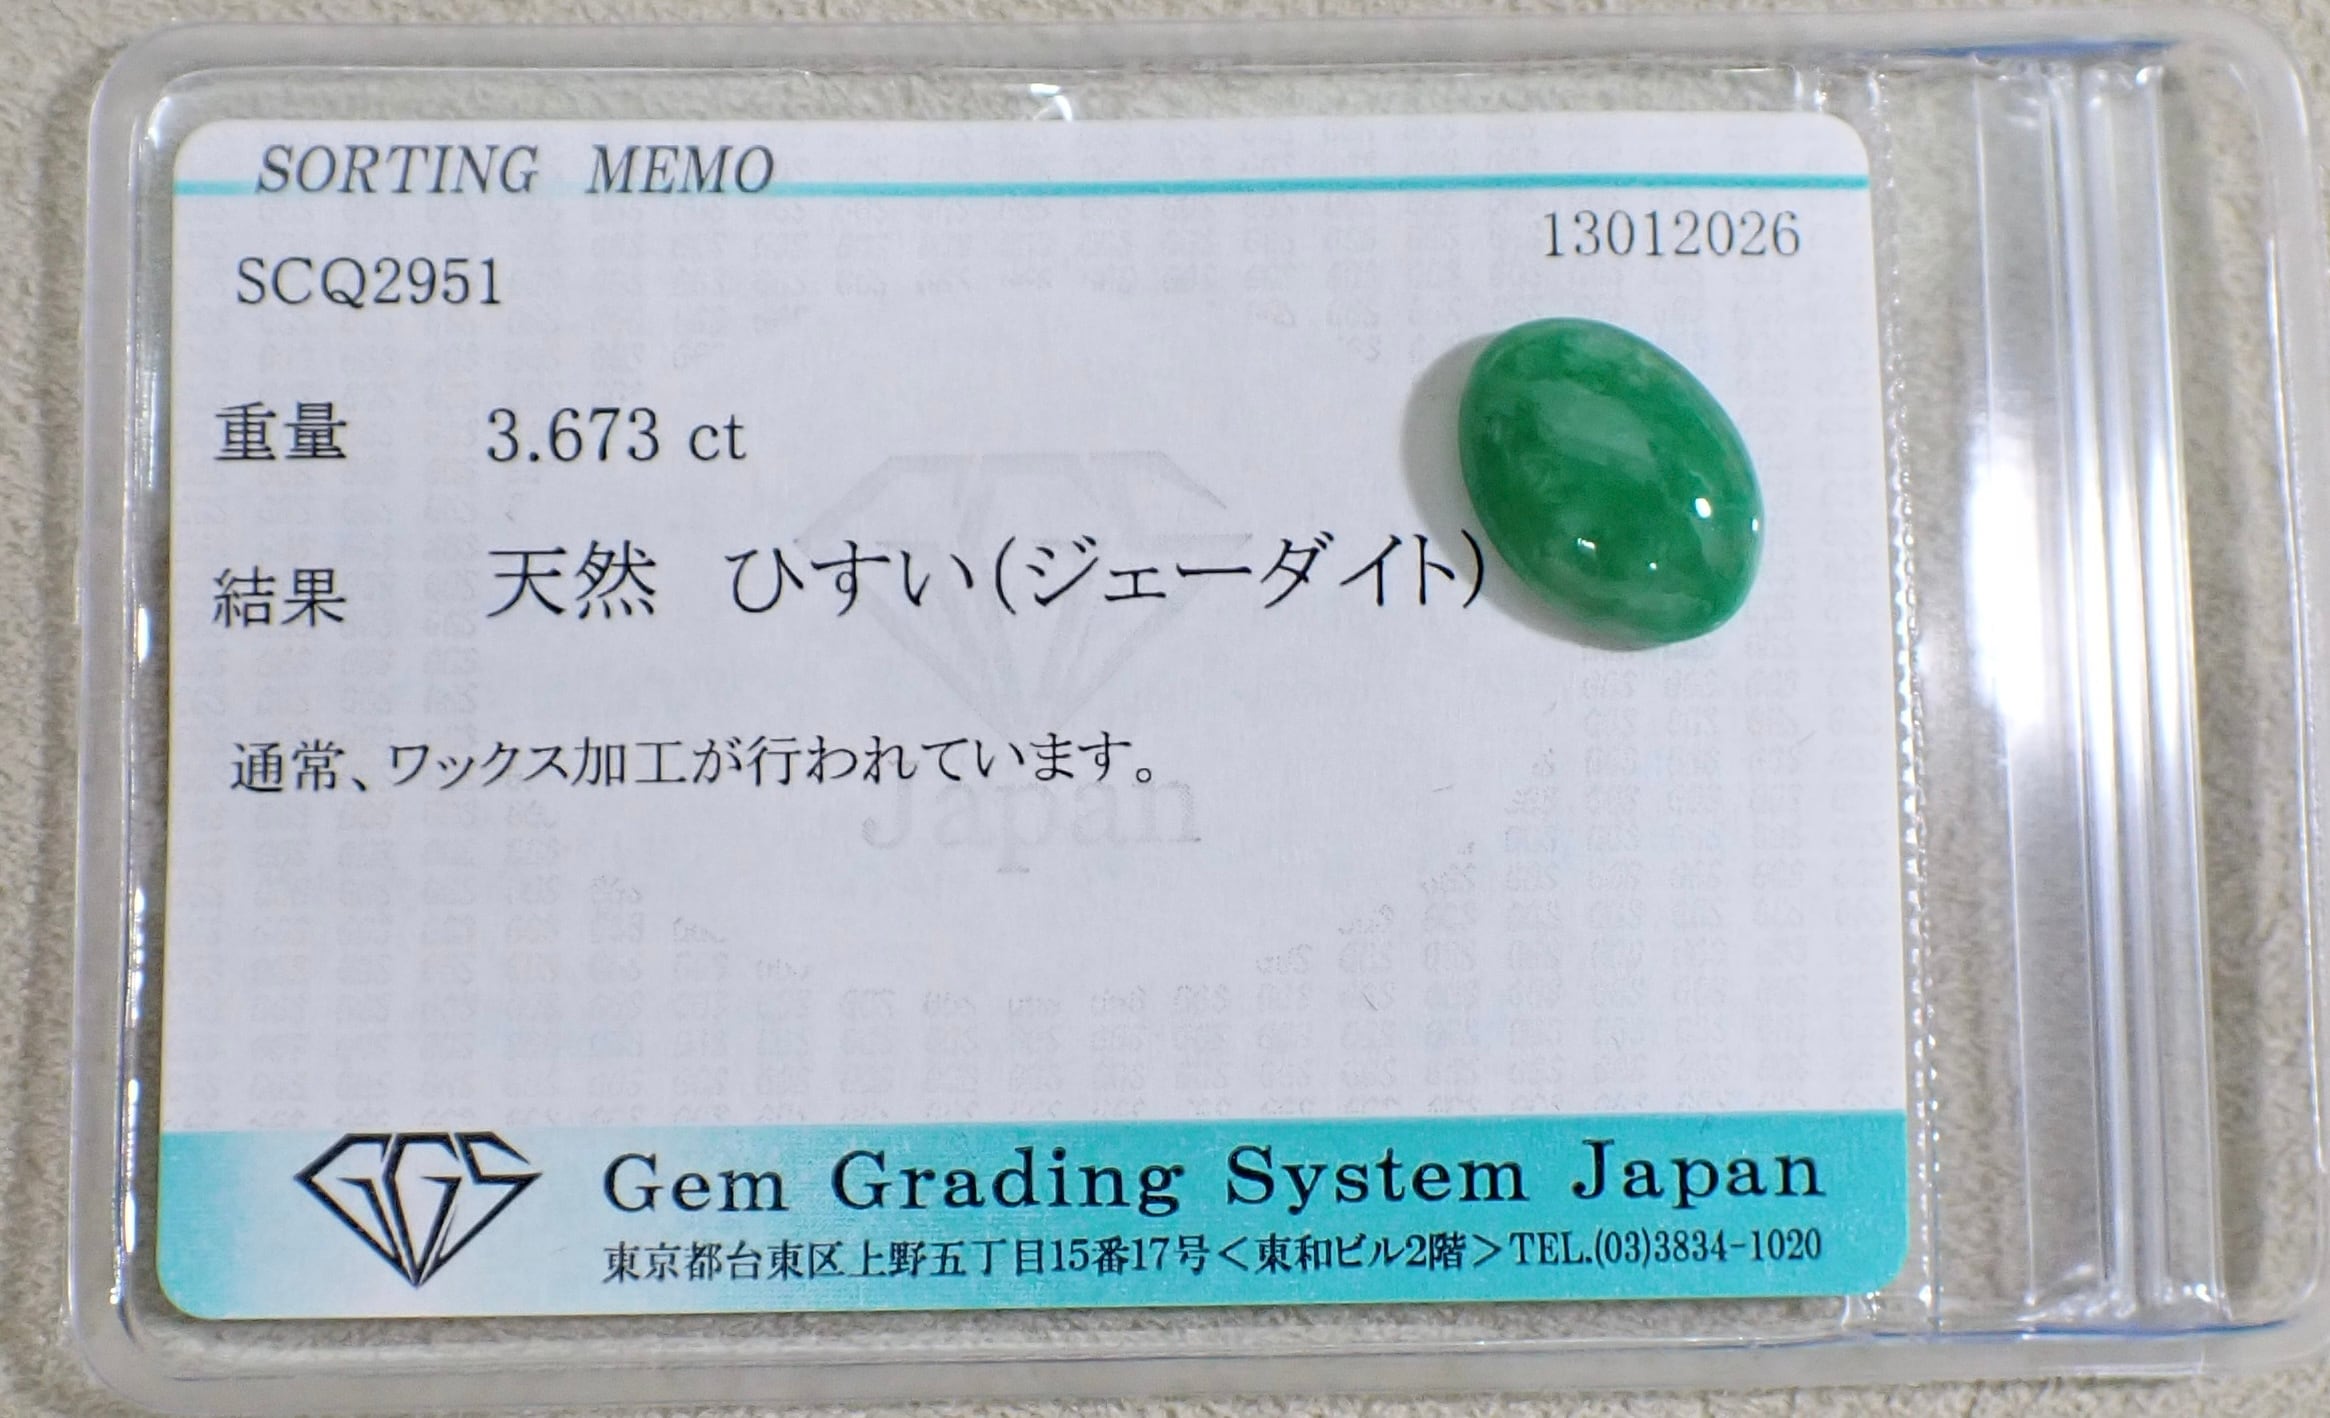 SORTING MEMO
13012026
SCQ2951
重量 3.673 ct
結果 天然 ひすい(ジェーダイト)
通常、ワックス加工が行われています。
Japan
GGS Gem Grading System Japan
東京都台東区上野五丁目15番17号<東和ビル2階>TEL.(03)3834-1020